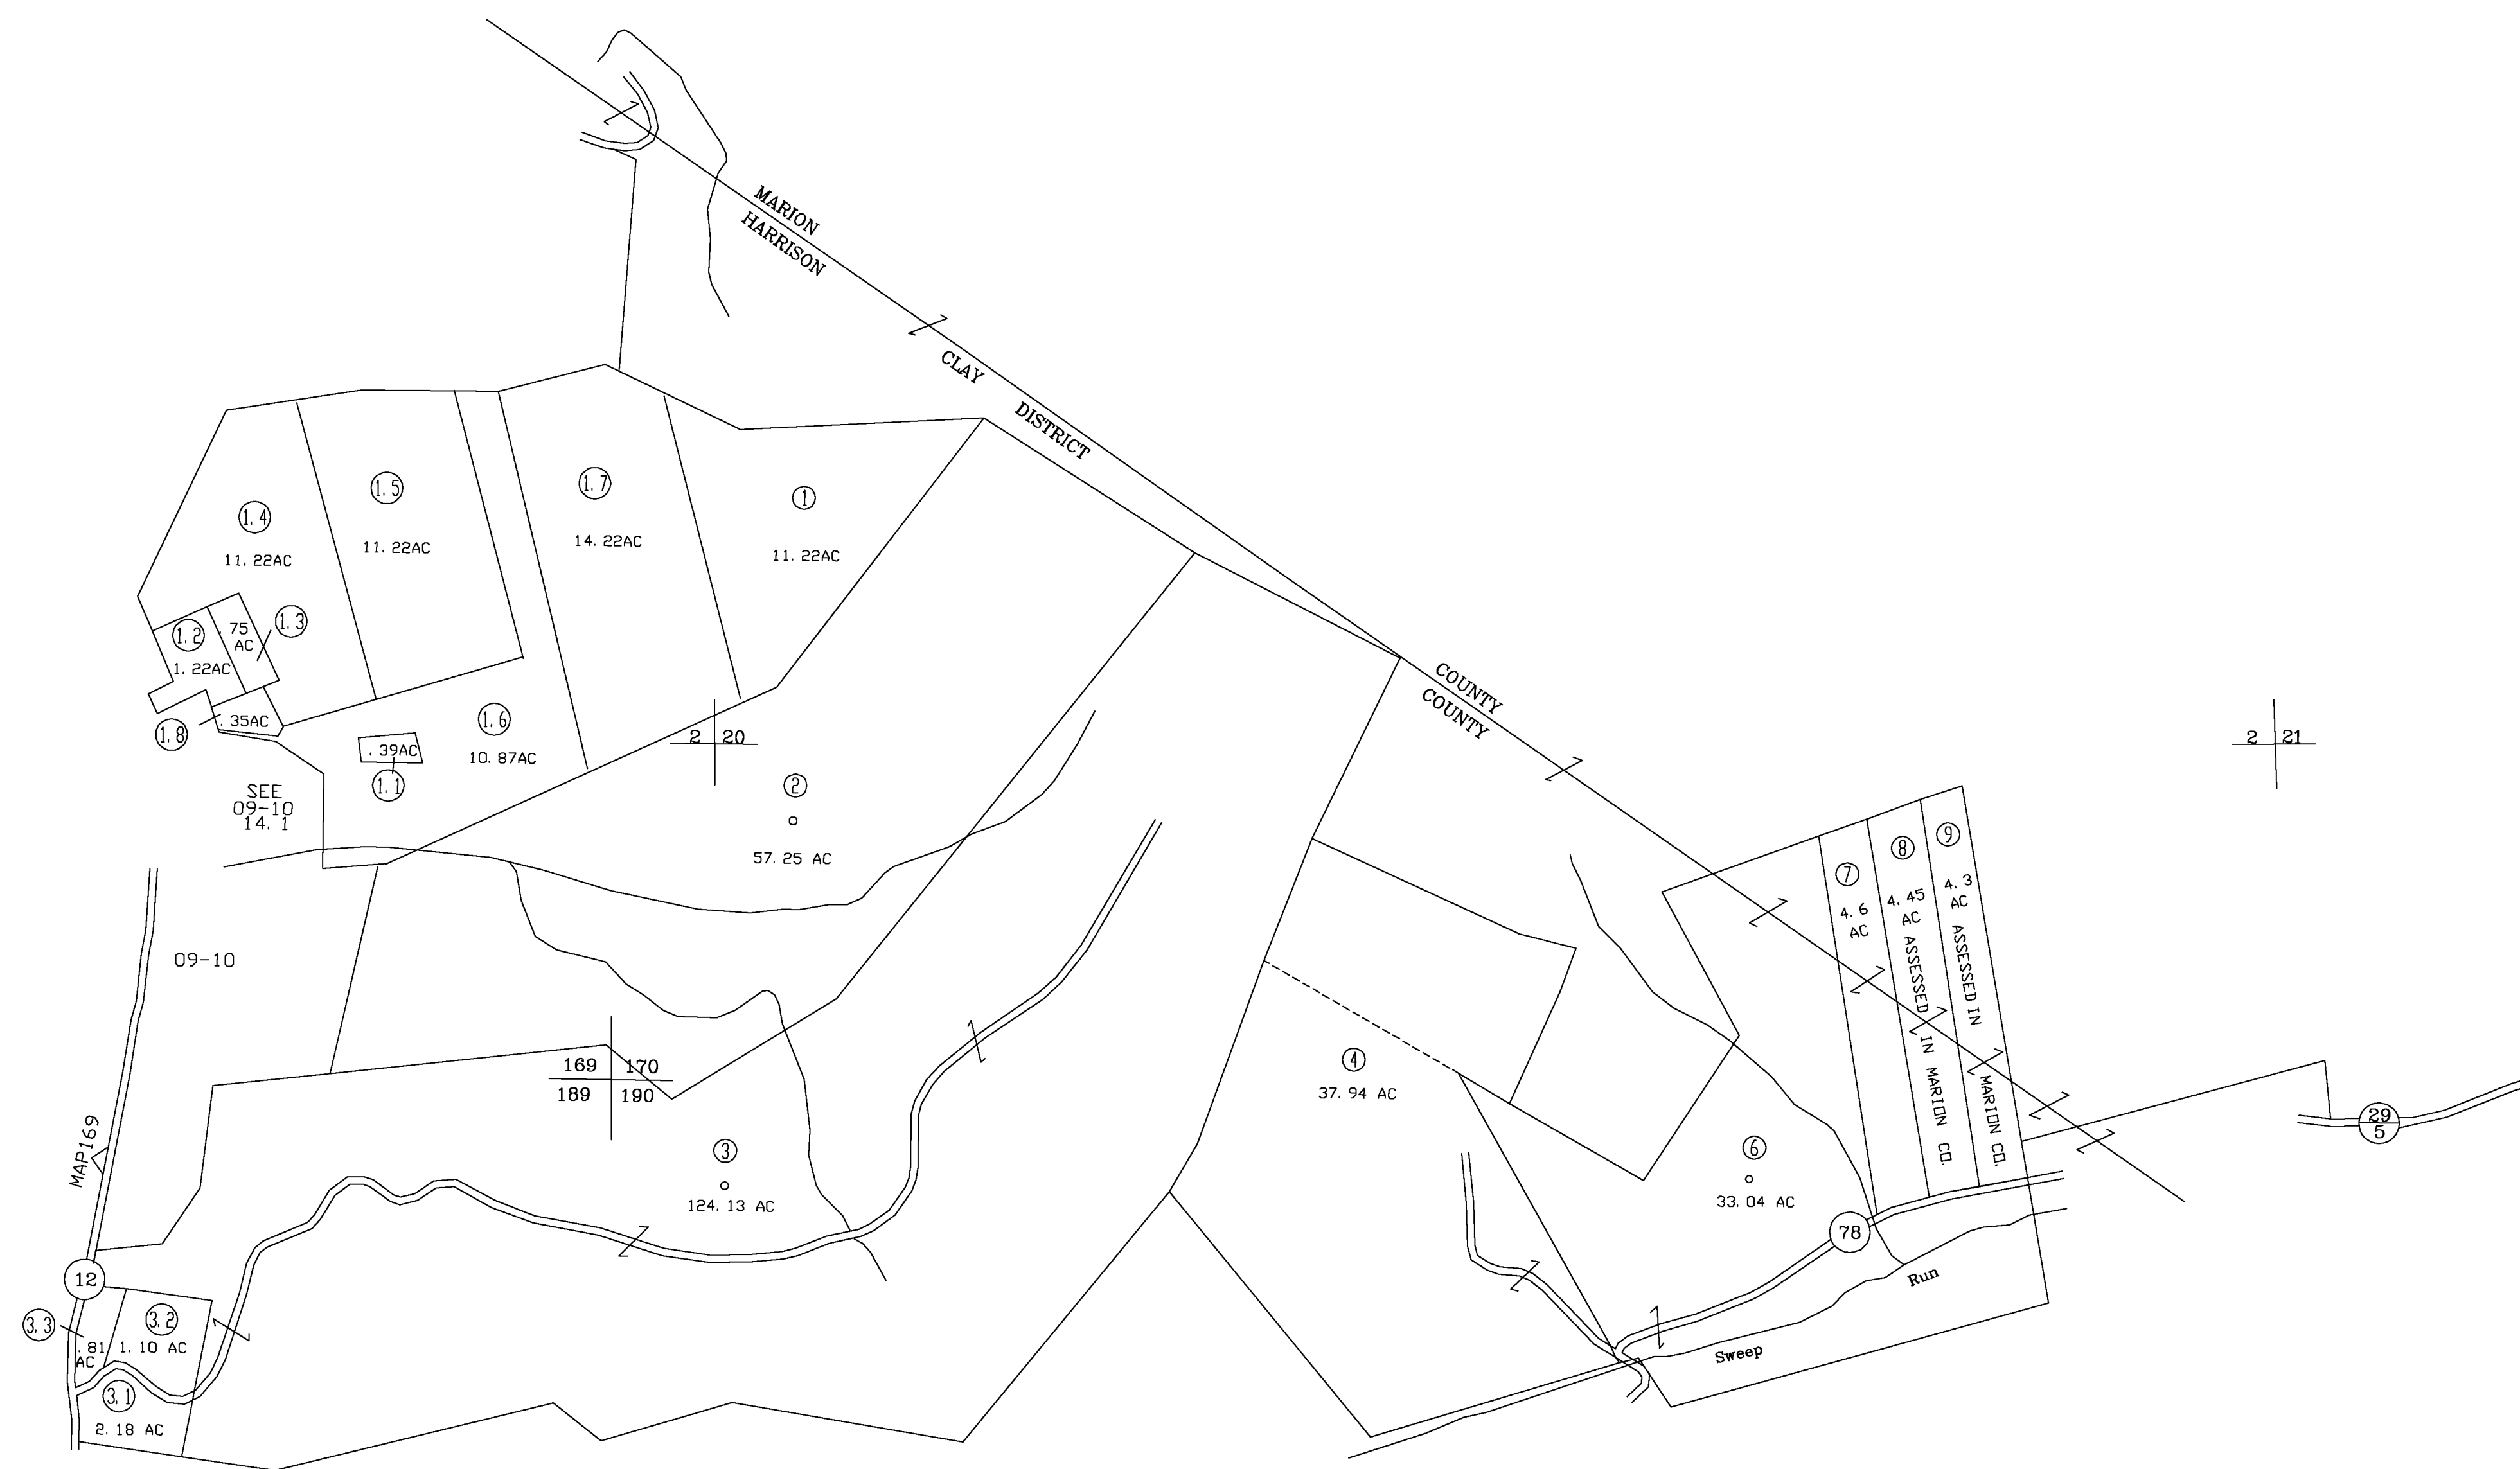 MARION
HARRISON
CLAY
DISTRICT
COUNTY
COUNTY
1.4
11.22AC
1.5
11.22AC
1.7
14.22AC
1
11.22AC
1.2
1.22AC
.75
AC
1.3
1.8
.35AC
.39AC
1.1
1.6
10.87AC
2 20
2 21
SEE
09-10
14.1
2
57.25 AC
09-10
169 170
189 190
MAP169
3
124.13 AC
4
37.94 AC
6
33.04 AC
7
4.6
AC
8
4.45
AC ASSESSED IN MARION CO.
9
4.3
AC ASSESSED IN MARION CO.
29
5
78
Run
Sweep
12
3.3
.81
AC
3.2
1.10 AC
3.1
2.18 AC